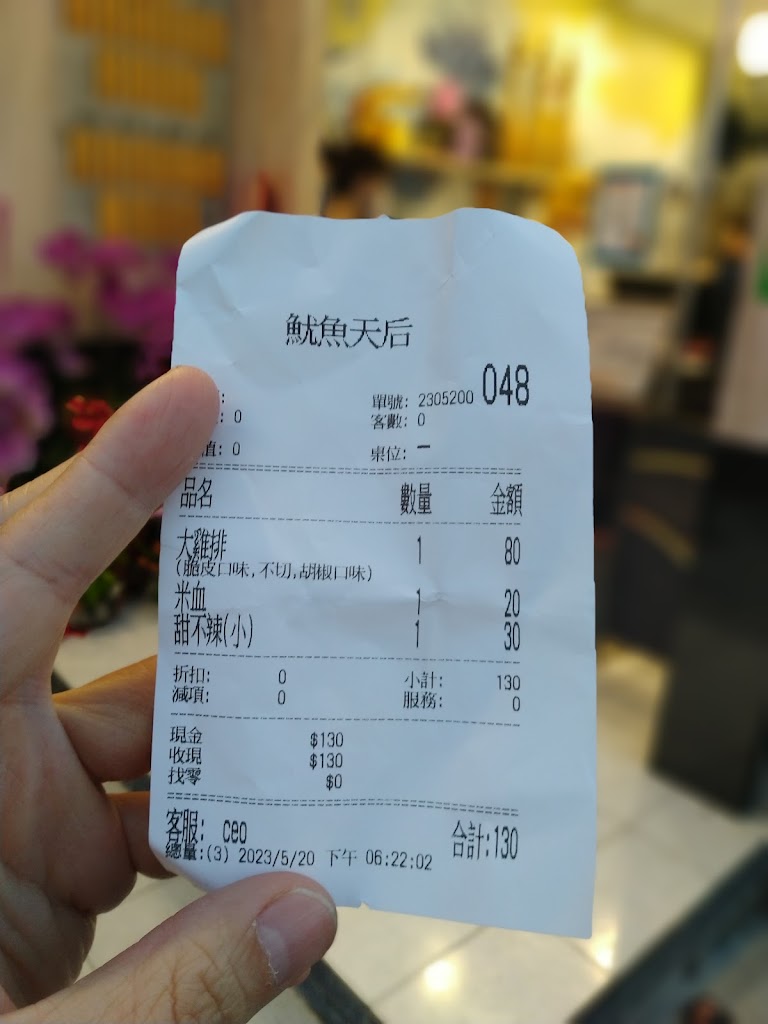 魷魚天后
單號: 2305200 048
: 0 客數: 0
值: 0 桌位: 一
品名 數量 金額
大雞排 1 80
(脆皮口味,不切,胡椒口味)
米血 1 20
甜不辣(小) 1 30
折扣: 0 小計: 130
減項: 0 服務: 0
現金 $130
收現 $130
找零 $0
客服: ceo 合計:130
總量:(3) 2023/5/20 下午 06:22:02